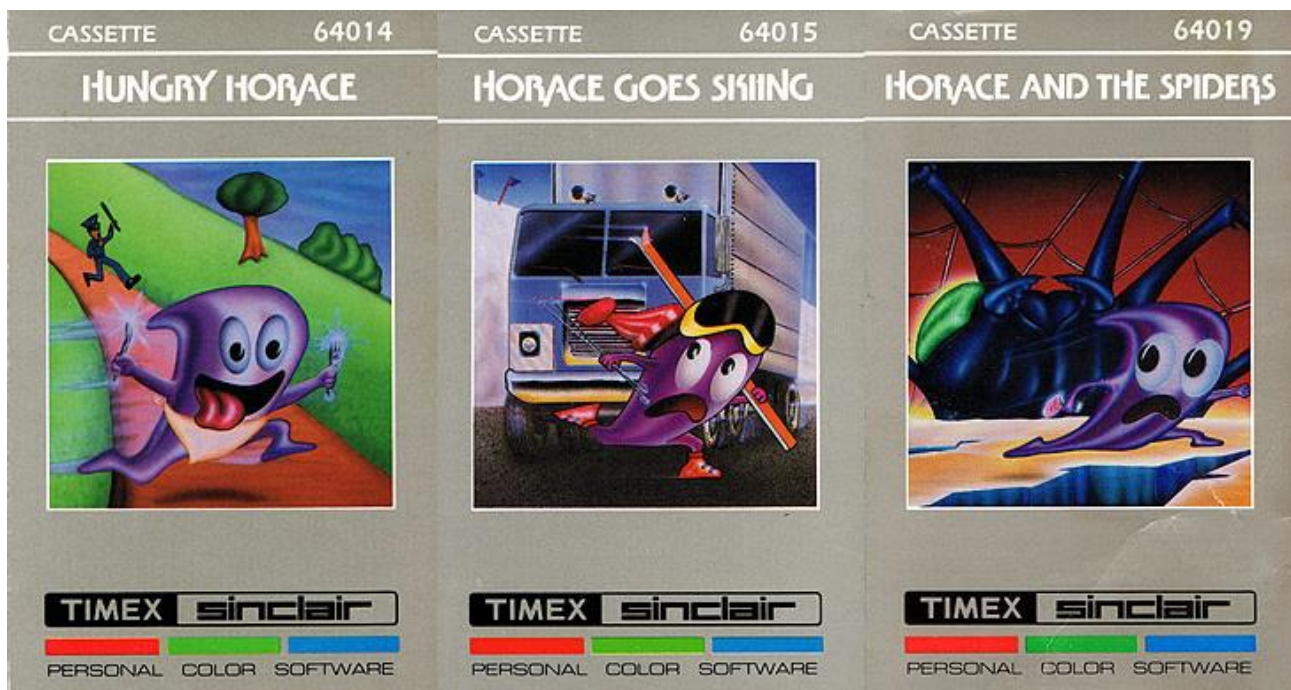 CASSETTE 64014
HUNGRY HORACE
TIMEX sinclair
PERSONAL COLOR SOFTWARE
CASSETTE 64015
HORACE GOES SKIING
TIMEX sinclair
PERSONAL COLOR SOFTWARE
CASSETTE 64019
HORACE AND THE SPIDERS
TIMEX sinclair
PERSONAL COLOR SOFTWARE